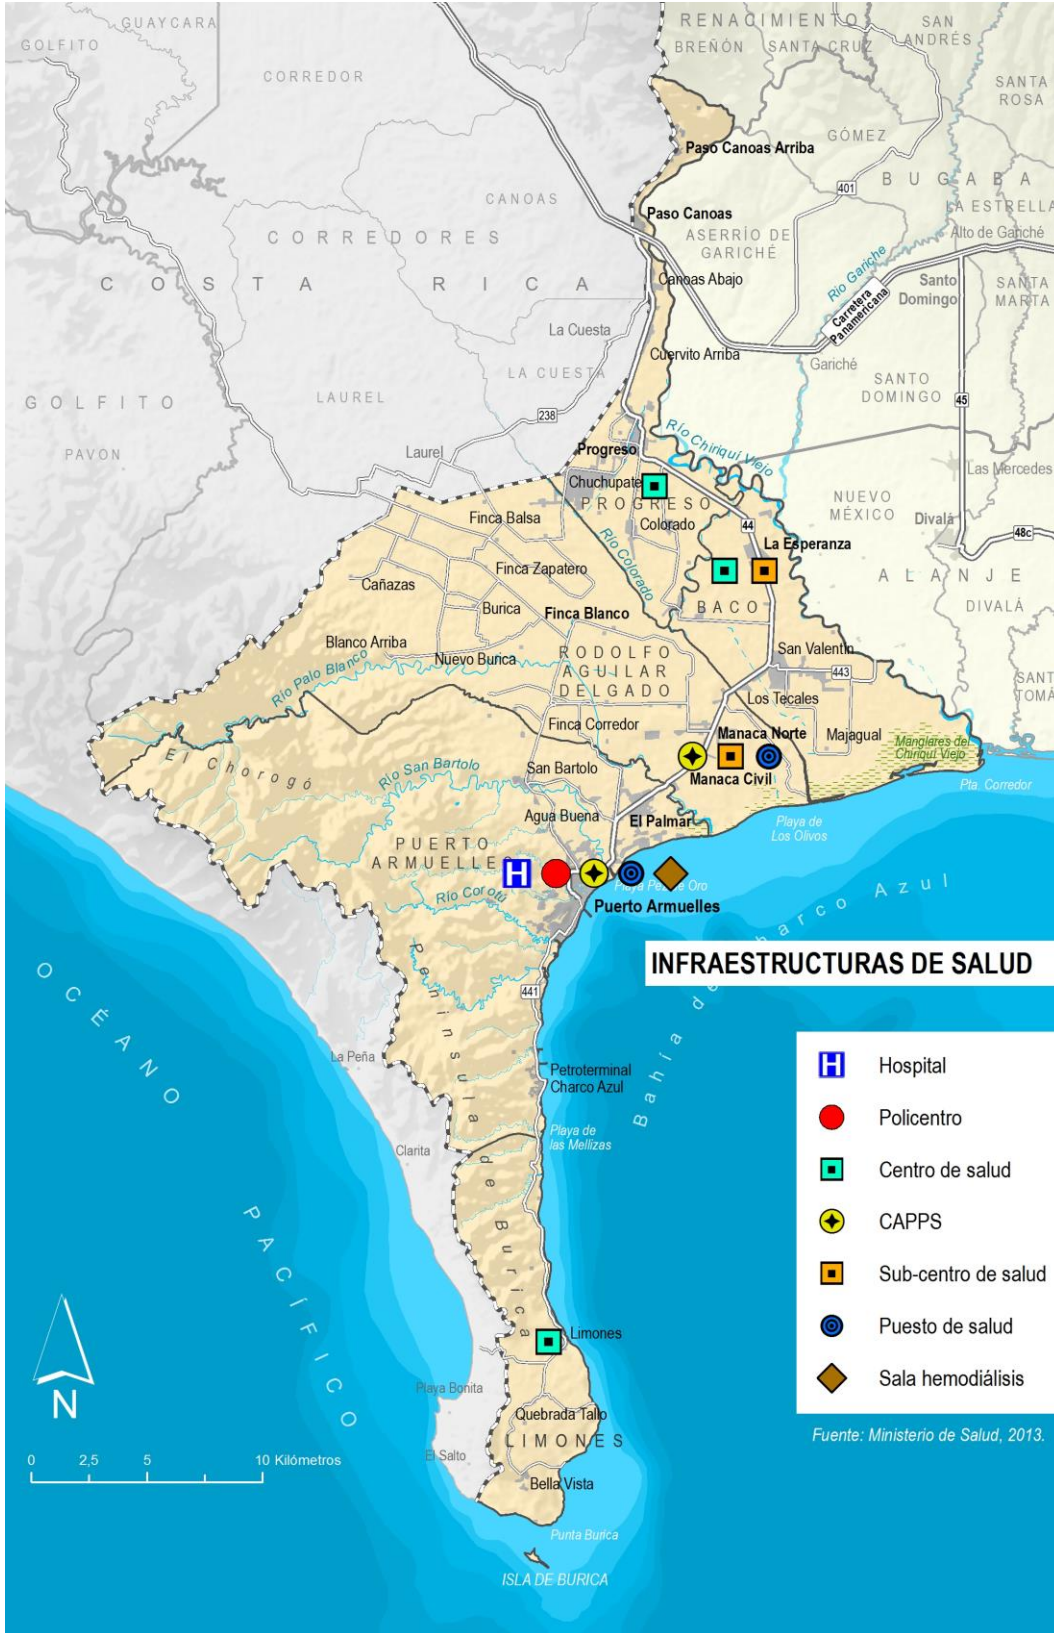 GUAYCARA
RENACIMIENTO
SAN
ANDRÉS
GOLFITO
BREÑÓN
SANTA CRUZ
CORREDOR
SANTA
ROSA
GÓMEZ
Paso Canoas Arriba
BUGABA
401
CANOAS
LA ESTRELLA
Paso Canoas
ASERRÍO DE
GARICHÉ
Alto de Gariché
CORREDORES
Río Gariche
COSTA RICA
Canoas Abajo
Santo
Domingo
SANTA
MARTA
Carretera
Panamericana
La Cuesta
Cuervito Arriba
Gariché
LA CUESTA
SANTO
DOMINGO
GOLFITO
LAUREL
238
45
PAVON
Laurel
Progreso
Río Chiriquí Viejo
Las Mercedes
Chuchupate
PROGRESO
NUEVO
MÉXICO
Finca Balsa
Colorado
44
Divalá
48c
Río Colorado
La Esperanza
Finca Zapatero
ALANJE
Cañazas
Burica
Finca Blanco
BACO
DIVALÁ
Blanco Arriba
Nuevo Burica
RODOLFO
AGUILAR
DELGADO
San Valentín
443
SANT
TOMÁ
Río Palo Blanco
Los Tecales
Finca Corredor
Manaca Norte
Majagual
Manglares del
Chiriquí Viejo
El Chorogó
Río San Bartolo
San Bartolo
Manaca Civil
Pta. Corredor
Agua Buena
El Palmar
Playa de
Los Olivos
PUERTO
ARMUELLES
H
Playa Pez de Oro
Río Corotú
Puerto Armuelles
Bahía de Charco Azul
INFRAESTRUCTURAS DE SALUD
441
Península de Burica
OCÉANO PACÍFICO
La Peña
Petroterminal
Charco Azul
H Hospital
Policentro
Playa de
las Mellizas
Clarita
Centro de salud
CAPPS
Sub-centro de salud
Limones
Puesto de salud
Playa Bonita
Sala hemodiálisis
N
Quebrada Tallo
LIMONES
Fuente: Ministerio de Salud, 2013.
El Salto
0 2,5 5 10 Kilómetros
Bella Vista
Punta Burica
ISLA DE BURICA